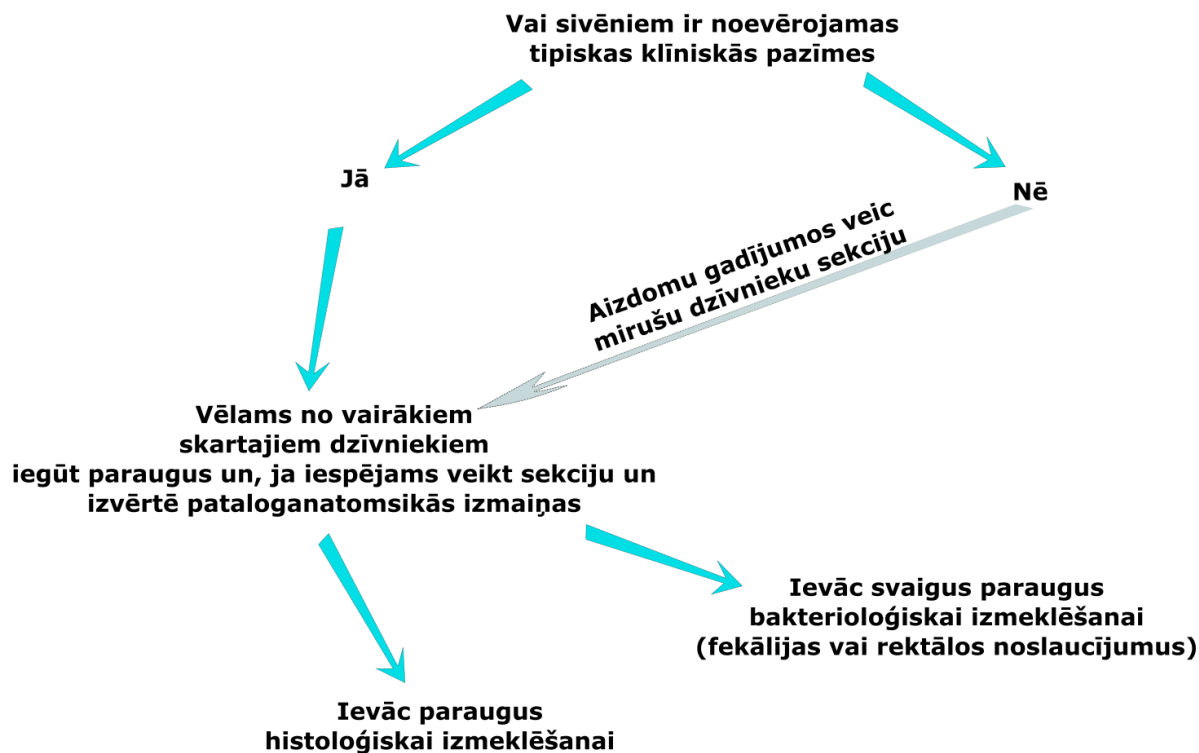 Vai sivēniem ir noevērojamas
tipiskas klīniskās pazīmes
Jā
Nē
Aizdomu gadījumos veic
mirušu dzīvnieku sekciju
Vēlams no vairākiem
skartajiem dzīvniekiem
iegūt paraugus un, ja iespējams veikt sekciju un
izvērtē pataloganatomsikās izmaiņas
Ievāc svaigus paraugus
bakterioloģiskai izmeklēšanai
(fekālijas vai rektālos noslaucījumus)
Ievāc paraugus
histoloģiskai izmeklēšanai